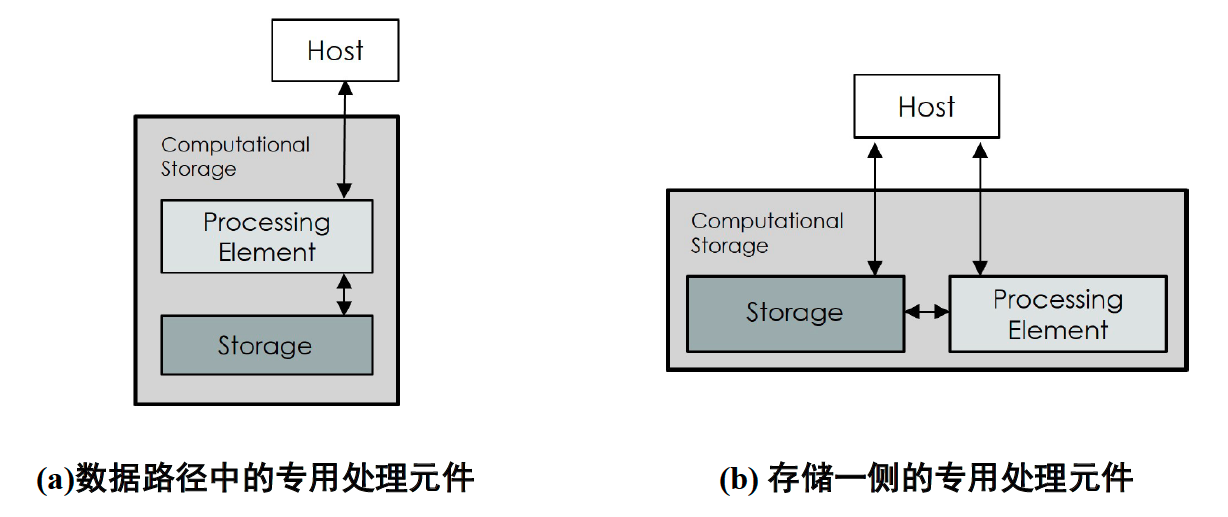 Host
Computational
Storage
Processing
Element
Storage
(a)数据路径中的专用处理元件
Host
Computational
Storage
Storage
Processing
Element
(b) 存储一侧的专用处理元件